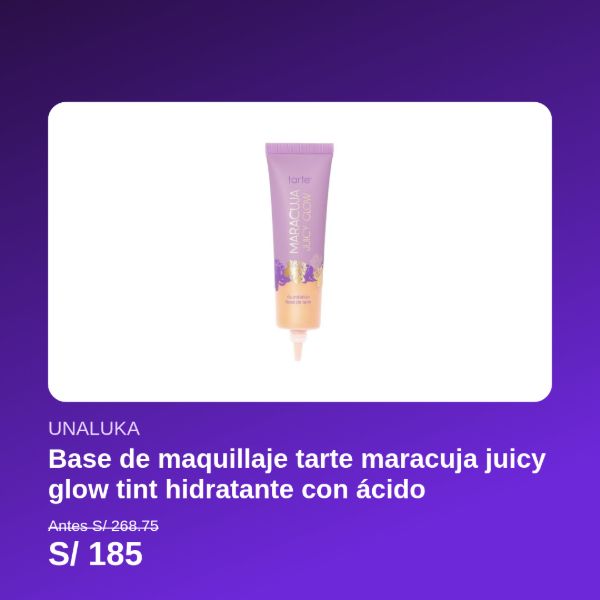 tarte
MARACUJA
JUICY GLOW
foundation
UNALUKA
Base de maquillaje tarte maracuja juicy
glow tint hidratante con ácido
Antes S/ 268.75
S/ 185